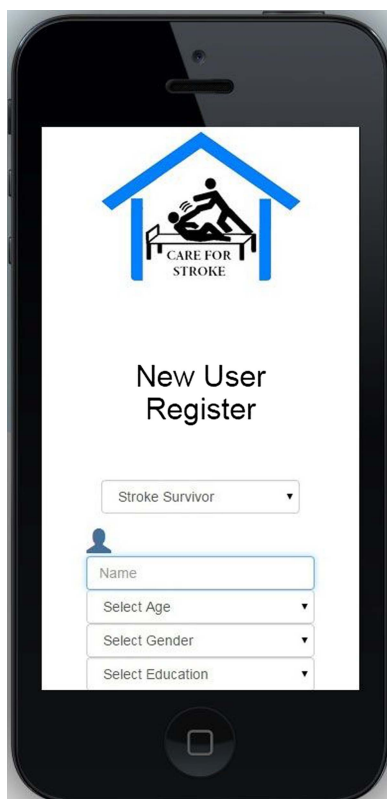 CARE FOR
STROKE
New User
Register
Stroke Survivor
Name
Select Age
Select Gender
Select Education